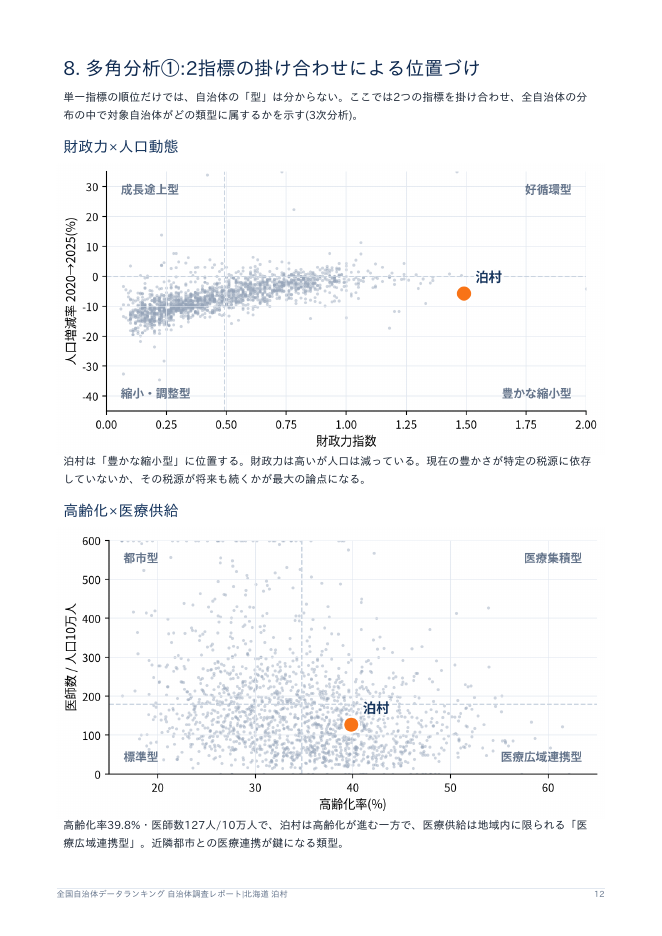 8. 多角分析①:2指標の掛け合わせによる位置づけ
単一指標の順位だけでは、自治体の「型」は分からない。ここでは2つの指標を掛け合わせ、全自治体の分
布の中で対象自治体がどの類型に属するかを示す(3次分析)。
財政力×人口動態
人口増減率 2020→2025(%)
30
20
10
0
-10
-20
-30
-40
成長途上型
好循環型
泊村
縮小・調整型
豊かな縮小型
0.00 0.25 0.50 0.75 1.00 1.25 1.50 1.75 2.00
財政力指数
泊村は「豊かな縮小型」に位置する。財政力は高いが人口は減っている。現在の豊かさが特定の税源に依存
していないか、その税源が将来も続くかが最大の論点になる。
高齢化×医療供給
医師数 / 人口10万人
600
500
400
300
200
100
0
都市型
医療集積型
泊村
標準型
医療広域連携型
20 30 40 50 60
高齢化率(%)
高齢化率39.8%・医師数127人/10万人で、泊村は高齢化が進む一方で、医療供給は地域内に限られる「医
療広域連携型」。近隣都市との医療連携が鍵になる類型。
全国自治体データランキング 自治体調査レポート|北海道 泊村
12